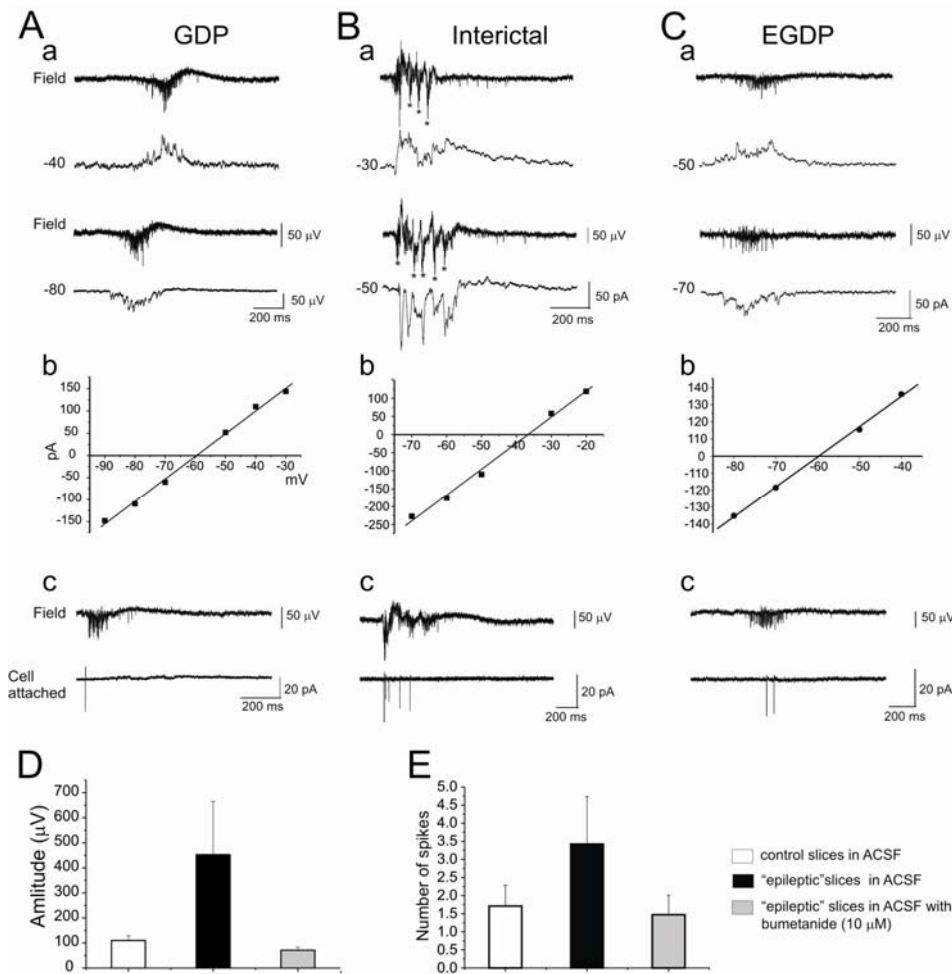 A B C
GDP Interictal EGDP
a a a
Field
* * *
-40 -30 -50
Field
50 µV 50 µV 50 µV
* * * * *
-80 -50 -70
50 µV 50 pA 50 pA
200 ms 200 ms 200 ms
b b b
150 100 50 0 -50 -100 -150
pA
-90 -80 -70 -60 -50 -40 -30
mV
100 0 -50 -100 -150 -200 -250
-70 -60 -50 -40 -30 -20
140 130 120 110 0 -110 -120 -130 -140
-80 -70 -60 -50 -40
c c c
Field
50 µV 50 µV 50 µV
Cell
attached
20 pA 20 pA 20 pA
200 ms 200 ms 200 ms
D E
Amlitude (µV)
700 600 500 400 300 200 100 0
Number of spikes
5.0 4.5 4.0 3.5 3.0 2.5 2.0 1.5 1.0 0.5 0.0
control slices in ACSF
"epileptic"slices in ACSF
"epileptic" slices in ACSF with
bumetanide (10 µM)